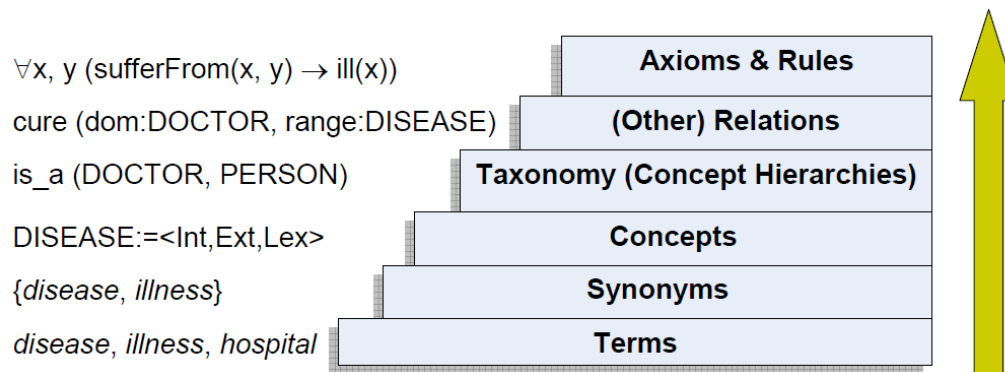 ∀x, y (sufferFrom(x, y) → ill(x))
Axioms & Rules
cure (dom:DOCTOR, range:DISEASE)
(Other) Relations
is_a (DOCTOR, PERSON)
Taxonomy (Concept Hierarchies)
DISEASE:=<Int,Ext,Lex>
Concepts
{disease, illness}
Synonyms
disease, illness, hospital
Terms